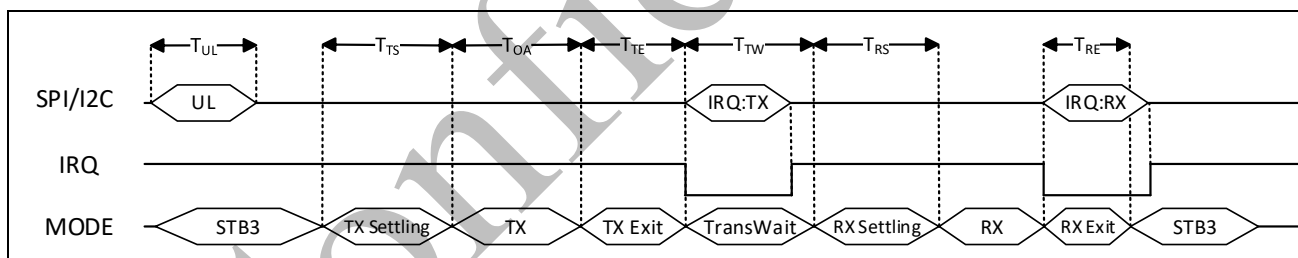 TUL TTS TOA TTE TTW TRS TRE
SPI/I2C UL IRQ:TX IRQ:RX
IRQ
MODE STB3 TX Settling TX TX Exit TransWait RX Settling RX RX Exit STB3